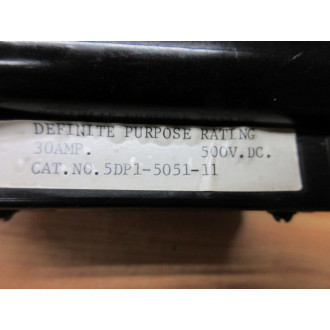 DEFINITE PURPOSE RATING
30AMP. 500V.DC.
CAT.NO.5DP1-5051-11